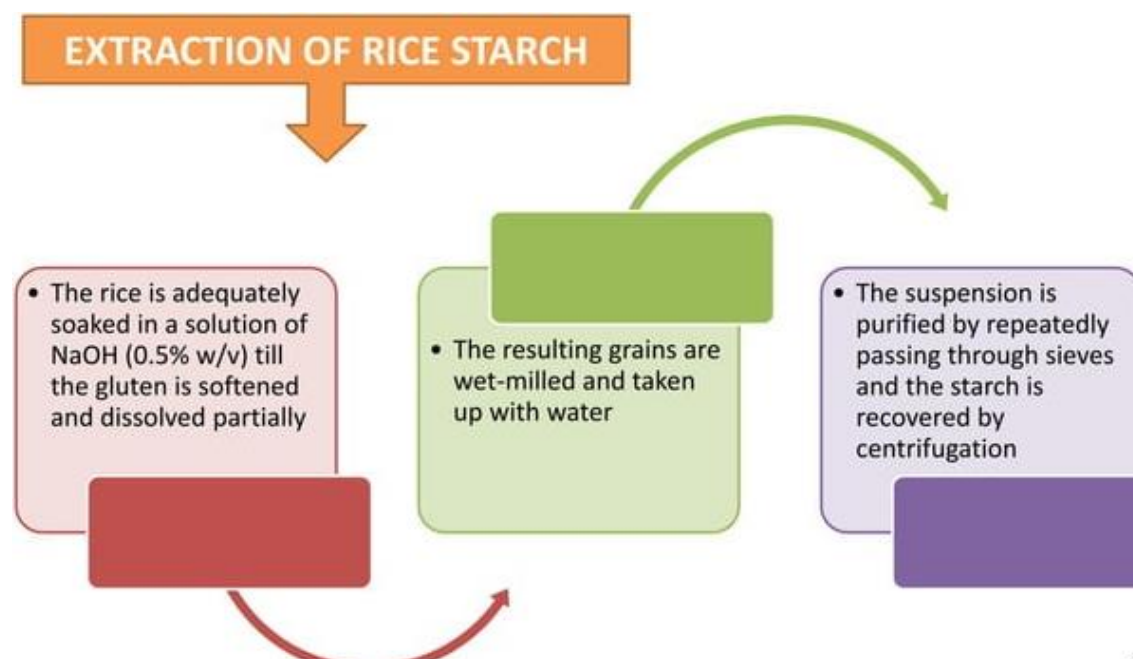 EXTRACTION OF RICE STARCH
• The rice is adequately
soaked in a solution of
NaOH (0.5% w/v) till
the gluten is softened
and dissolved partially
• The resulting grains are
wet-milled and taken
up with water
• The suspension is
purified by repeatedly
passing through sieves
and the starch is
recovered by
centrifugation